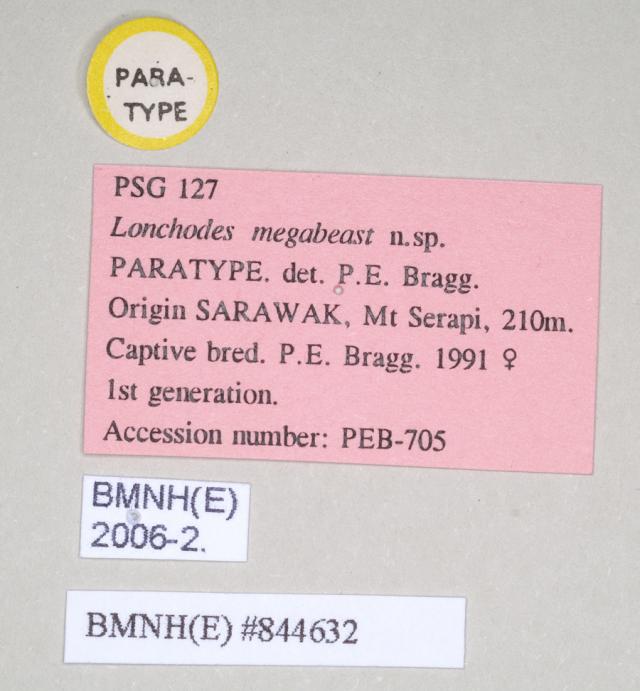 PARA-
TYPE
PSG 127
Lonchodes megabeast n.sp.
PARATYPE. det. P.E. Bragg.
Origin SARAWAK, Mt Serapi, 210m.
Captive bred. P.E. Bragg. 1991 ♀
1st generation.
Accession number: PEB-705
BMNH(E)
2006-2.
BMNH(E) #844632